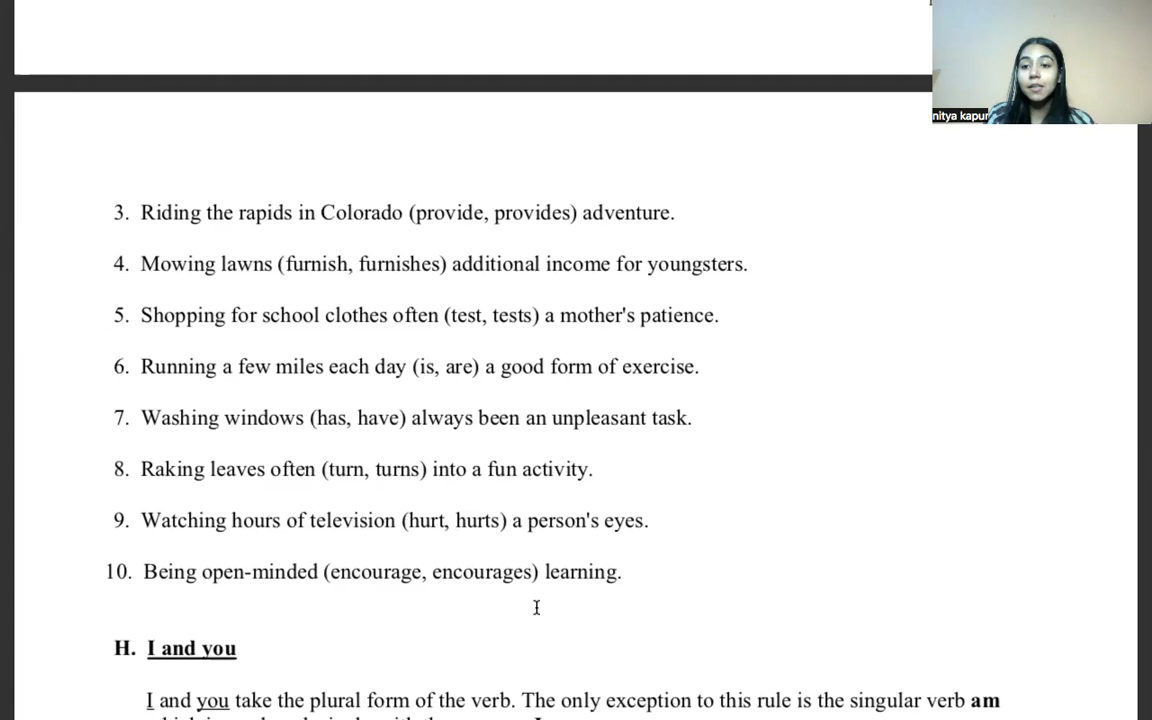 nitya kapur
3. Riding the rapids in Colorado (provide, provides) adventure.
4. Mowing lawns (furnish, furnishes) additional income for youngsters.
5. Shopping for school clothes often (test, tests) a mother's patience.
6. Running a few miles each day (is, are) a good form of exercise.
7. Washing windows (has, have) always been an unpleasant task.
8. Raking leaves often (turn, turns) into a fun activity.
9. Watching hours of television (hurt, hurts) a person's eyes.
10. Being open-minded (encourage, encourages) learning.
H. I and you
I and you take the plural form of the verb. The only exception to this rule is the singular verb am